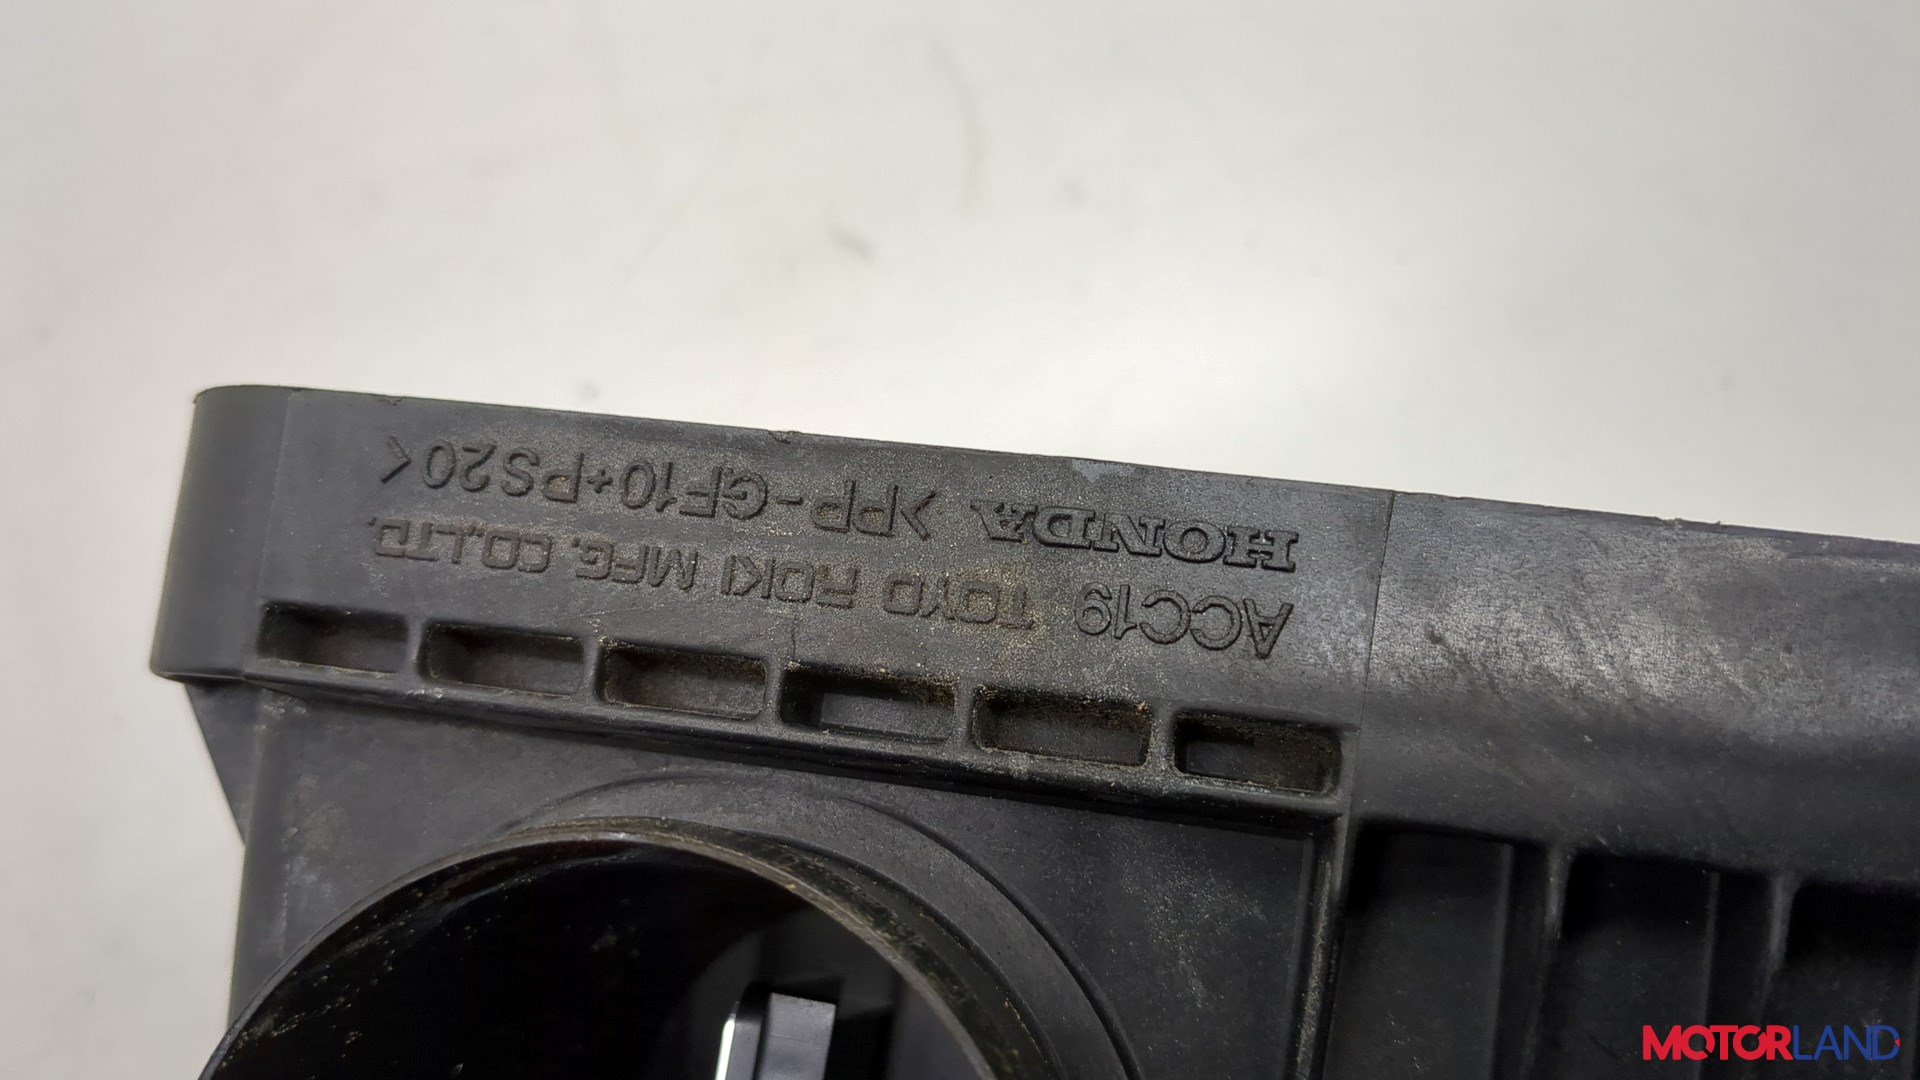 ACC19 TOYO ROKI MFG. CO.,LTD.
HONDA >PP-GF10+PS20<
MOTORLAND